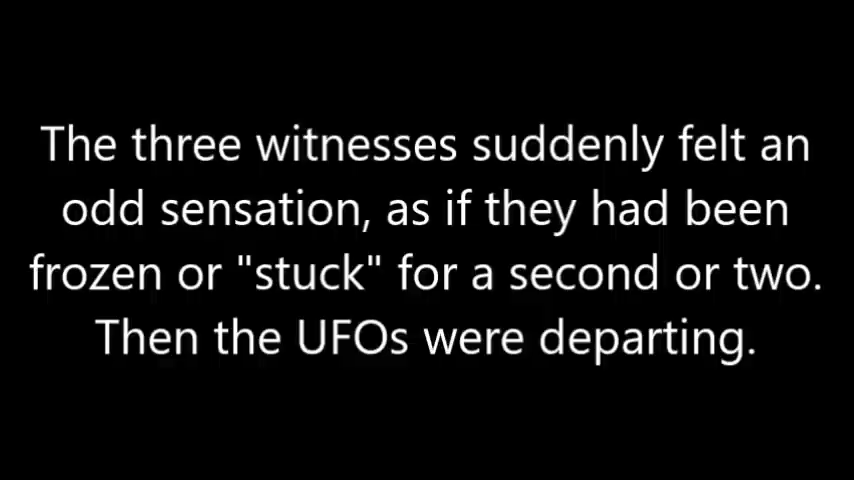 The three witnesses suddenly felt an
odd sensation, as if they had been
frozen or "stuck" for a second or two.
Then the UFOs were departing.